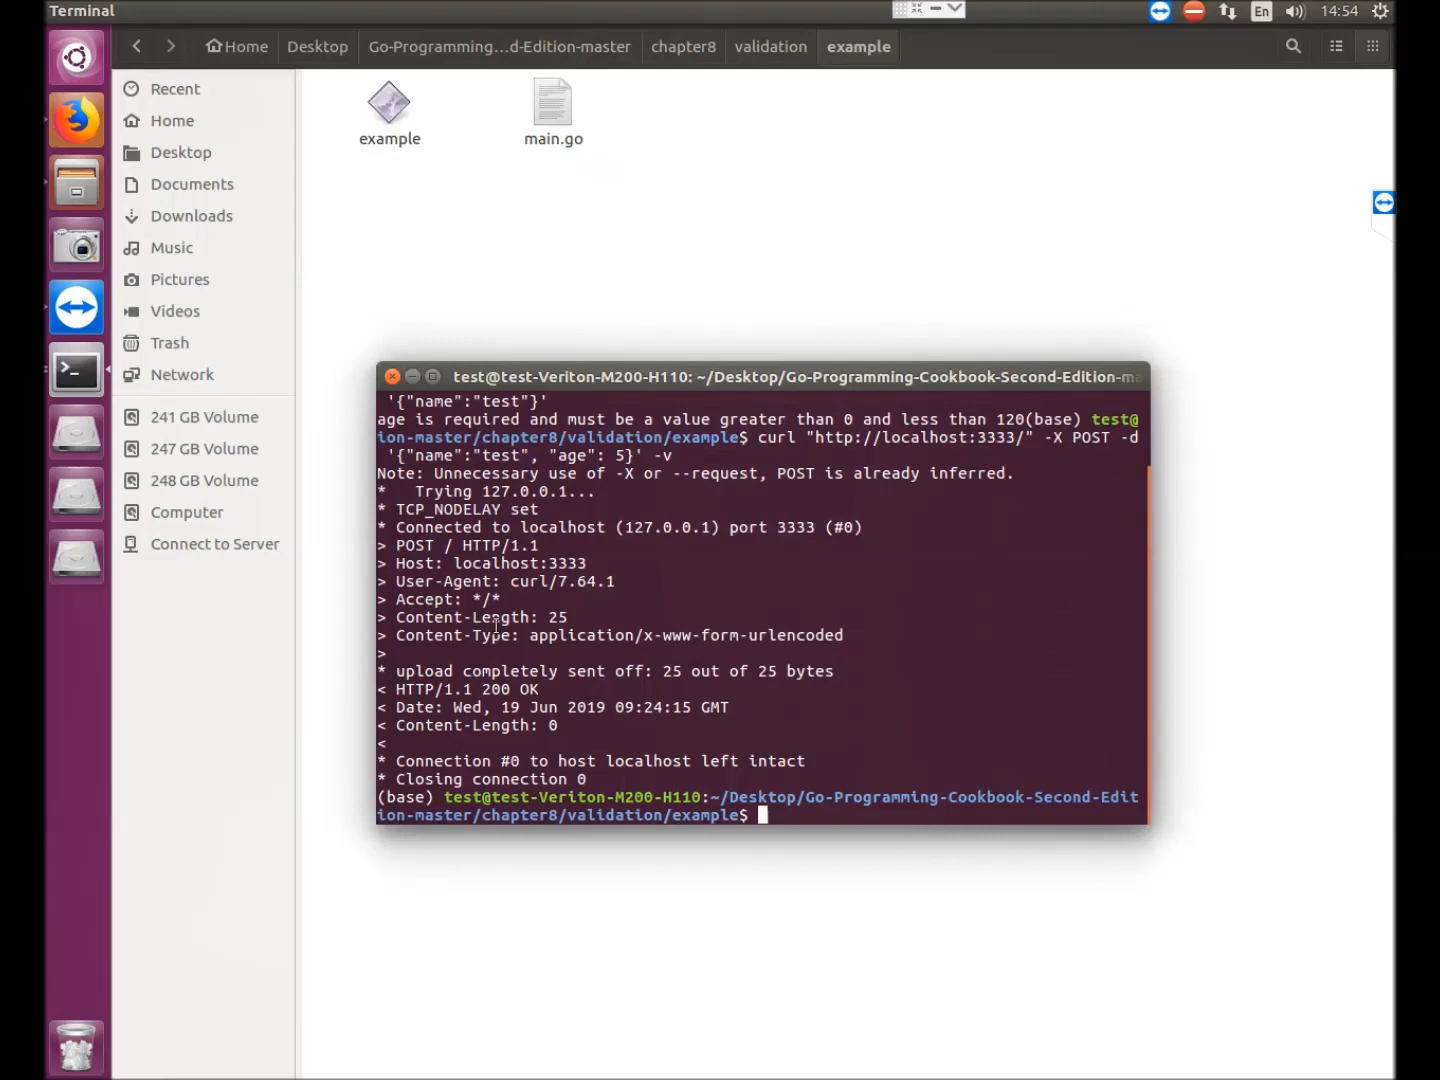 Terminal
En
14:54
Home
Desktop
Go-Programming...d-Edition-master
chapter8
validation
example
Recent
Home
Desktop
Documents
Downloads
Music
Pictures
Videos
Trash
Network
241 GB Volume
247 GB Volume
248 GB Volume
Computer
Connect to Server
example
main.go
test@test-Veriton-M200-H110: ~/Desktop/Go-Programming-Cookbook-Second-Edition-ma
'{"name":"test"}'
age is required and must be a value greater than 0 and less than 120(base) test@
ion-master/chapter8/validation/example$ curl "http://localhost:3333/" -X POST -d
'{"name":"test", "age": 5}' -v
Note: Unnecessary use of -X or --request, POST is already inferred.
*   Trying 127.0.0.1...
* TCP_NODELAY set
* Connected to localhost (127.0.0.1) port 3333 (#0)
> POST / HTTP/1.1
> Host: localhost:3333
> User-Agent: curl/7.64.1
> Accept: */*
> Content-Length: 25
> Content-Type: application/x-www-form-urlencoded
>
* upload completely sent off: 25 out of 25 bytes
< HTTP/1.1 200 OK
< Date: Wed, 19 Jun 2019 09:24:15 GMT
< Content-Length: 0
<
* Connection #0 to host localhost left intact
* Closing connection 0
(base) test@test-Veriton-M200-H110:~/Desktop/Go-Programming-Cookbook-Second-Edit
ion-master/chapter8/validation/example$